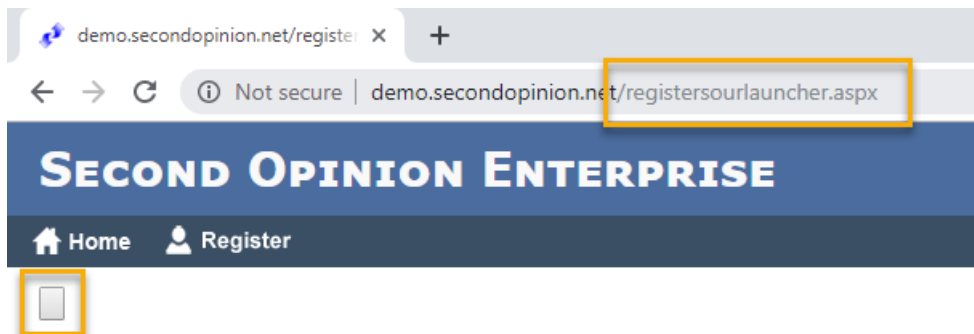 demo.secondopinion.net/register
Not secure | demo.secondopinion.net/registersourlauncher.aspx
SECOND OPINION ENTERPRISE
Home Register